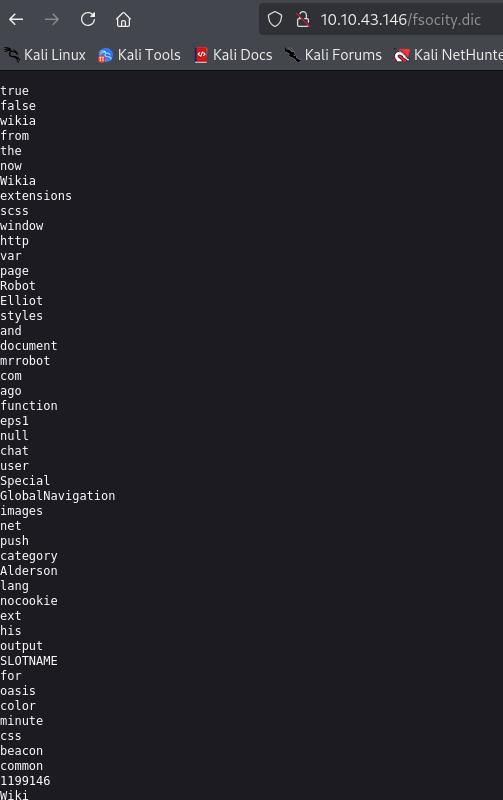 10.10.43.146/fsocity.dic
Kali Linux Kali Tools Kali Docs Kali Forums Kali NetHunte
true
false
wikia
from
the
now
Wikia
extensions
scss
window
http
var
page
Robot
Elliot
styles
and
document
mrrobot
com
ago
function
eps1
null
chat
user
Special
GlobalNavigation
images
net
push
category
Alderson
lang
nocookie
ext
his
output
SLOTNAME
for
oasis
color
minute
css
beacon
common
1199146
Wiki